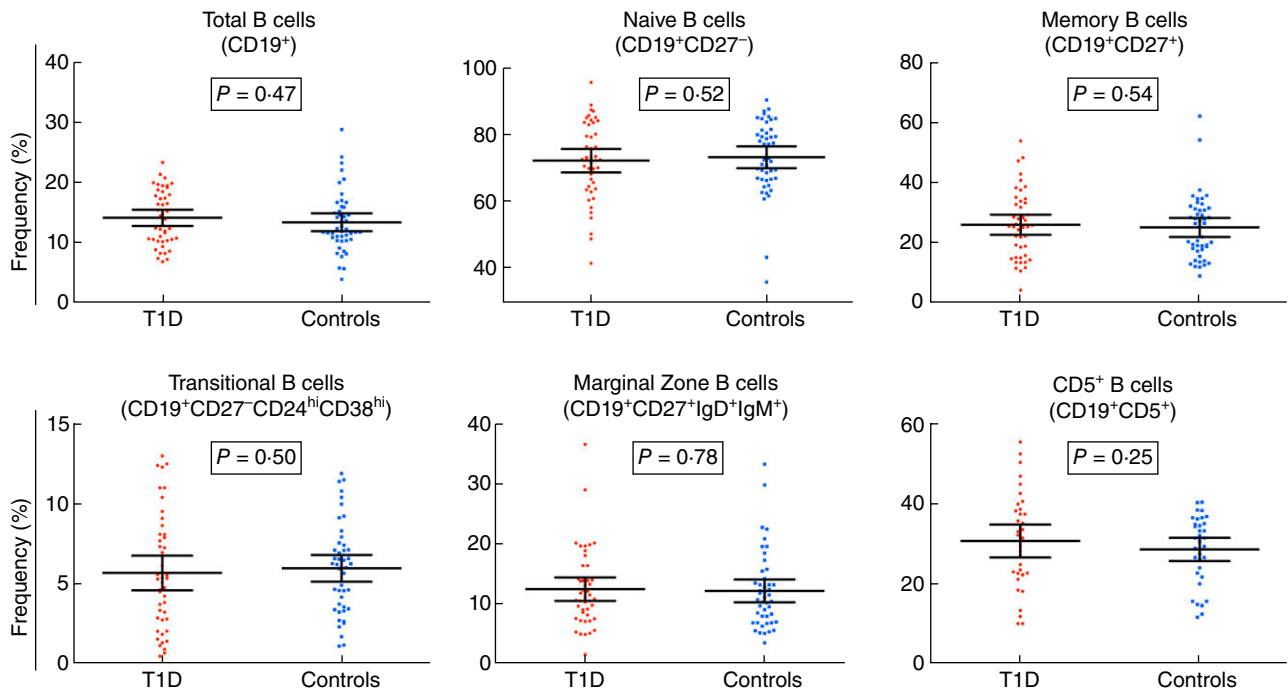 Total B cells
(CD19⁺)
Frequency (%)
40
30
20
10
0
P = 0·47
T1D
Controls
Naive B cells
(CD19⁺CD27⁻)
100
80
60
40
P = 0·52
T1D
Controls
Memory B cells
(CD19⁺CD27⁺)
80
60
40
20
0
P = 0·54
T1D
Controls
Transitional B cells
(CD19⁺CD27⁻CD24ʰⁱCD38ʰⁱ)
Frequency (%)
15
10
5
0
P = 0·50
T1D
Controls
Marginal Zone B cells
(CD19⁺CD27⁺IgD⁺IgM⁺)
40
30
20
10
0
P = 0·78
T1D
Controls
CD5⁺ B cells
(CD19⁺CD5⁺)
60
40
20
0
P = 0·25
T1D
Controls